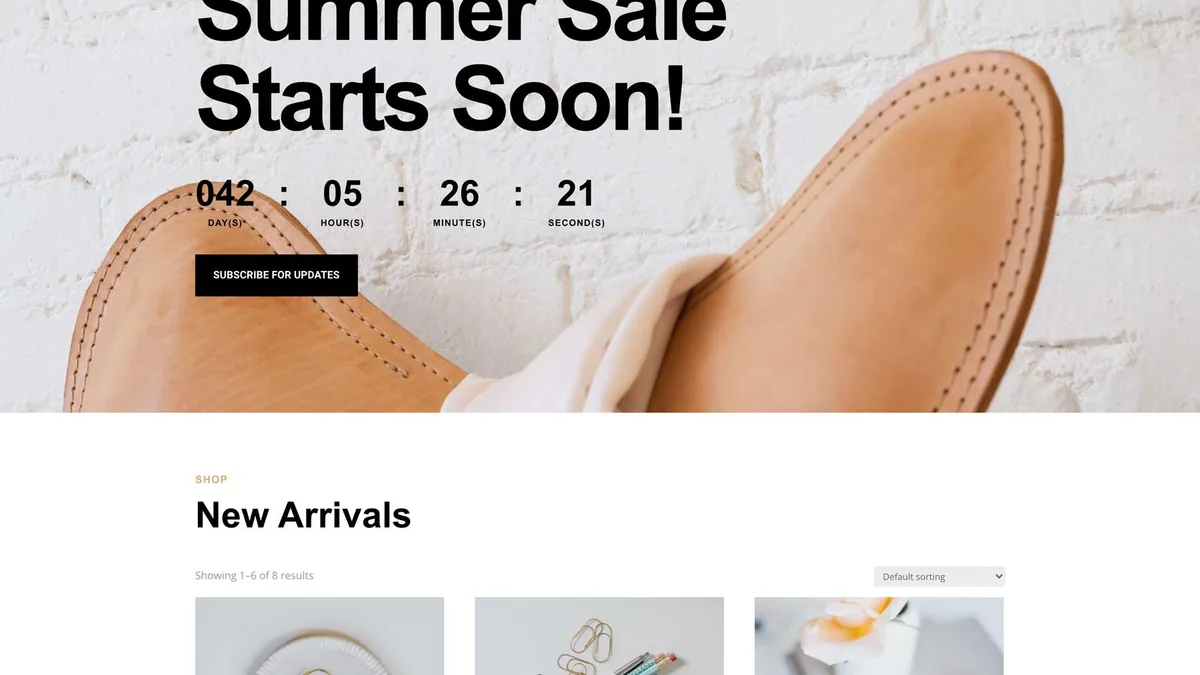 Summer Sale
Starts Soon!
042 : 05 : 26 : 21
DAY(S) HOUR(S) MINUTE(S) SECOND(S)
SUBSCRIBE FOR UPDATES
SHOP
New Arrivals
Showing 1–6 of 8 results
Default sorting